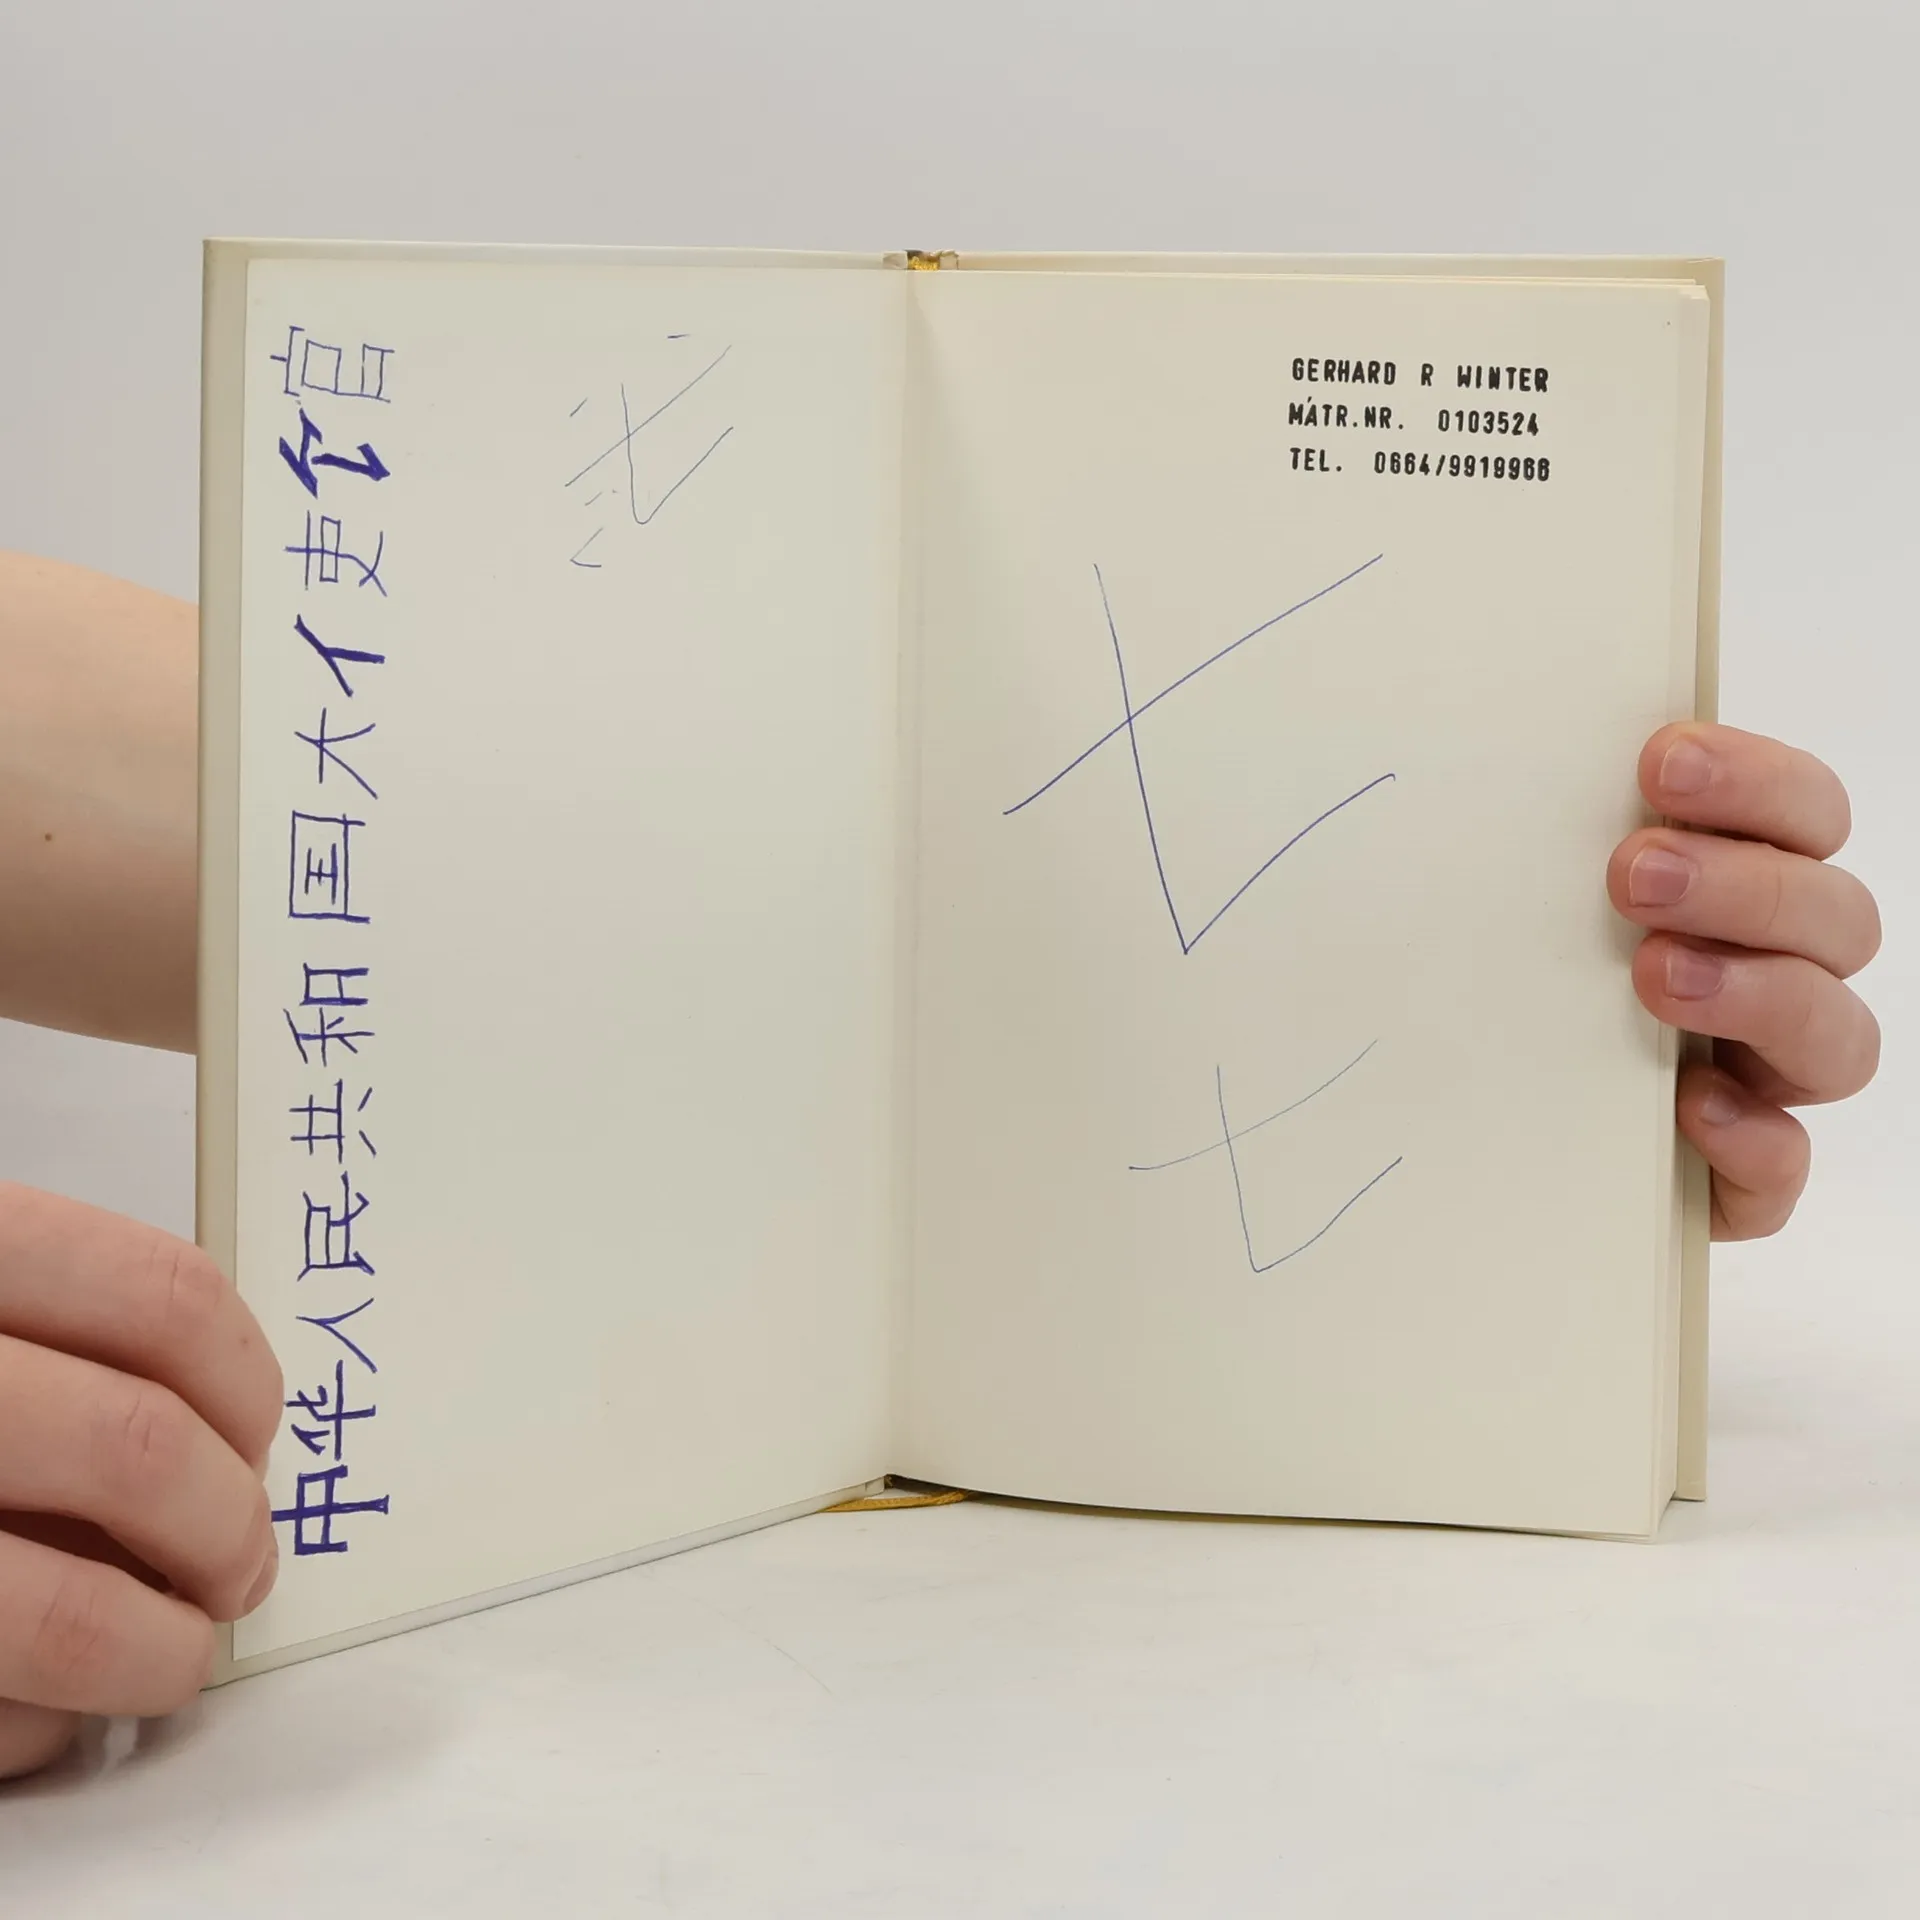 中华人民共和国大使馆
七
GERHARD R WINTER
MÁTR.NR. 0103524
TEL. 0664/9919966
七
七